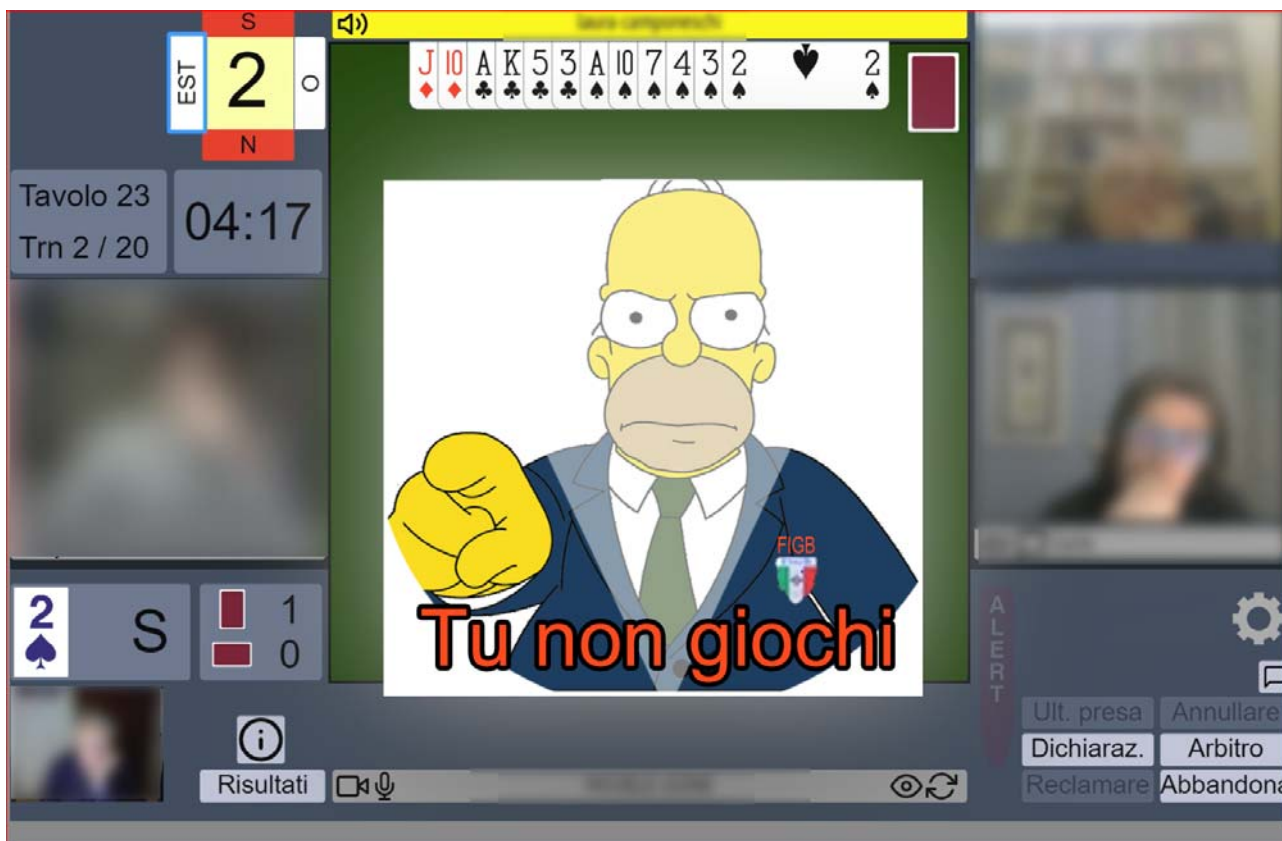 S
EST
2
O
N
Tavolo 23
Trn 2 / 20
04:17
J 10 A K 5 3 A 10 7 4 3 2 2
FIGB
Tu non giochi
2 S
1
0
Risultati
ALERT
Ult. presa Annullare
Dichiaraz. Arbitro
Reclamare Abbandona